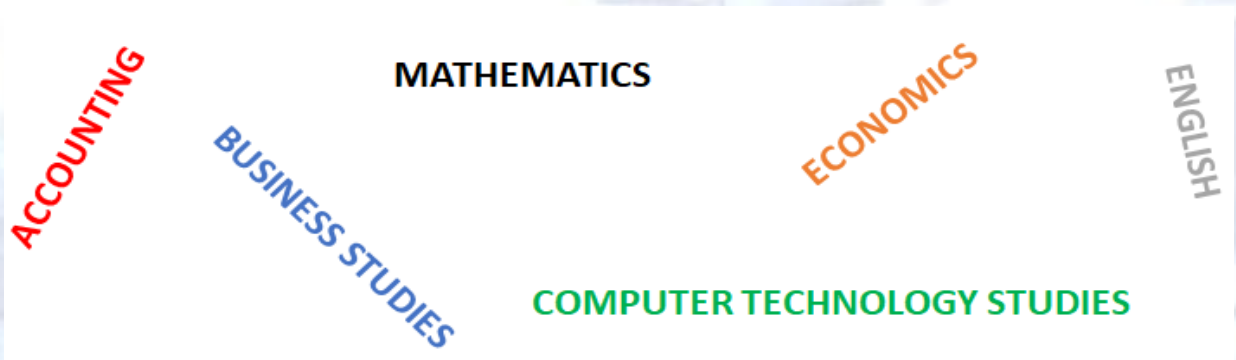 ACCOUNTING
BUSINESS STUDIES
MATHEMATICS
ECONOMICS
ENGLISH
COMPUTER TECHNOLOGY STUDIES